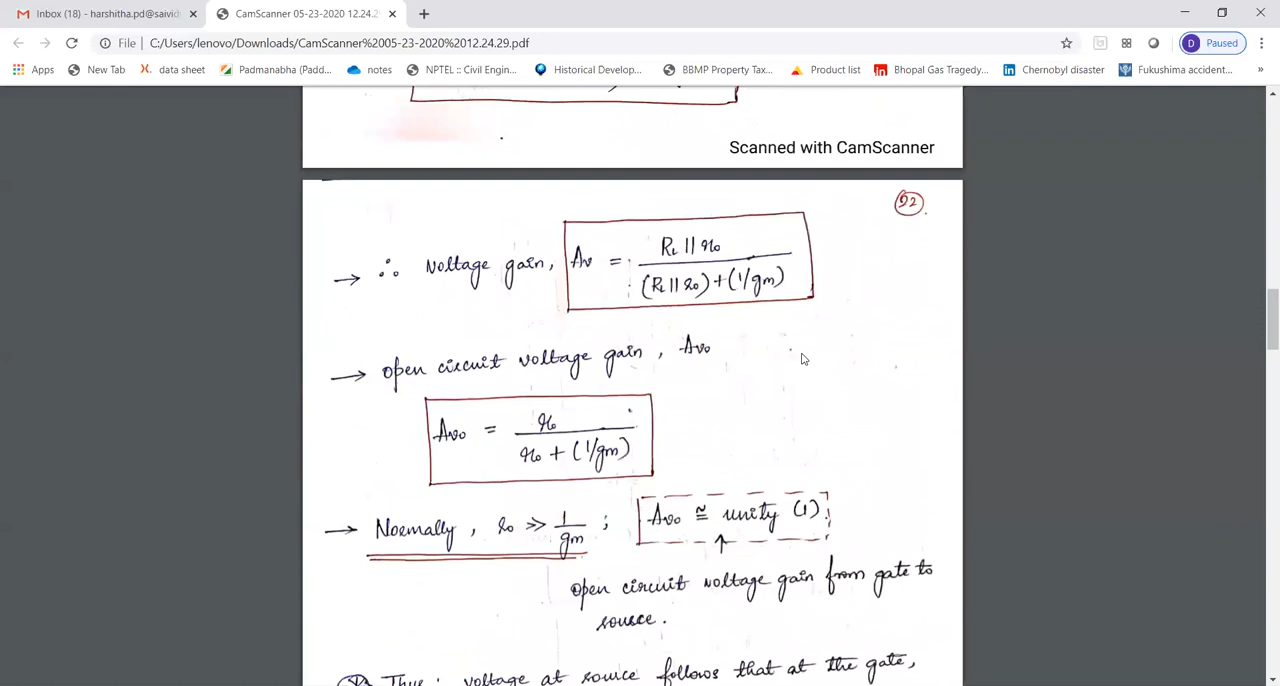 Inbox (18) - harshitha.pd@saivid
CamScanner 05-23-2020 12.24.2
File
C:/Users/lenovo/Downloads/CamScanner%2005-23-2020%2012.24.29.pdf
D Paused
Apps New Tab data sheet Padmanabha (Padd... notes NPTEL :: Civil Engin... Historical Develop... BBMP Property Tax... Product list Bhopal Gas Tragedy... Chernobyl disaster Fukushima accident... »
Scanned with CamScanner
92.
→ ∴ Voltage gain, Av = RL || ro / (RL || ro) + (1/gm)
→ Open circuit voltage gain, Avo
Avo = ro / ro + (1/gm)
→ Normally, ro >> 1/gm ; Avo ≅ unity (1).
↑
Open circuit voltage gain from gate to
source.
Thus, voltage at source follows that at the gate,